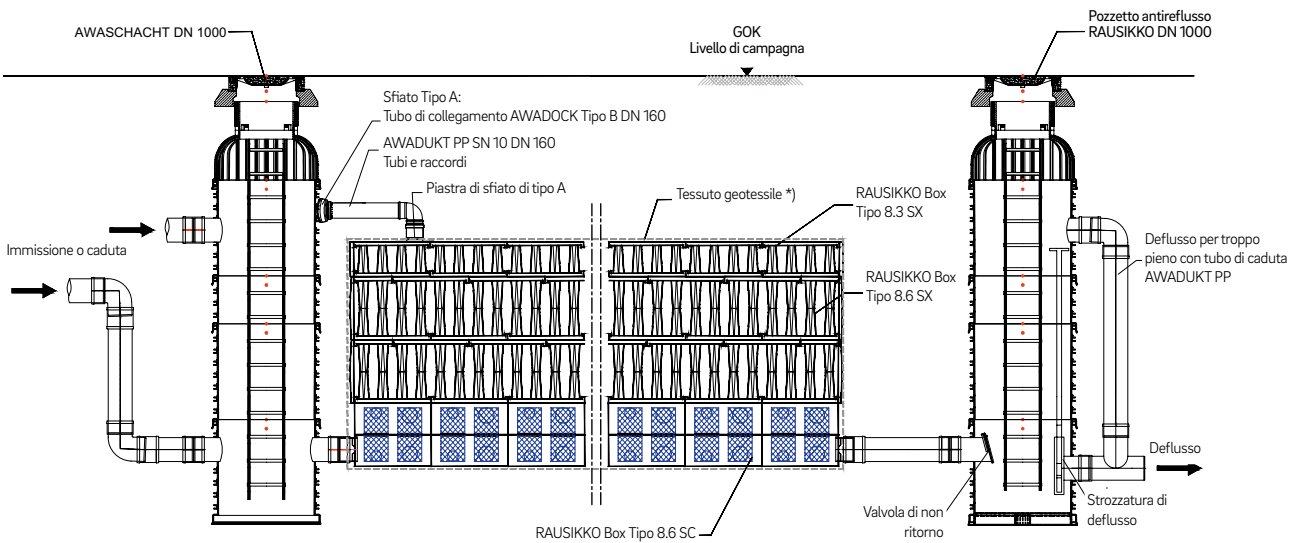 AWASCHACHT DN 1000
GOK
Livello di campagna
Pozzetto antireflusso
RAUSIKKO DN 1000
Sfiato Tipo A:
Tubo di collegamento AWADOCK Tipo B DN 160
AWADUKT PP SN 10 DN 160
Tubi e raccordi
Piastra di sfiato di tipo A
Tessuto geotessile *)
RAUSIKKO Box
Tipo 8.3 SX
RAUSIKKO Box
Tipo 8.6 SX
Immissione o caduta
Deflusso per troppo
pieno con tubo di caduta
AWADUKT PP
Deflusso
Strozzatura di
deflusso
Valvola di non
ritorno
RAUSIKKO Box Tipo 8.6 SC